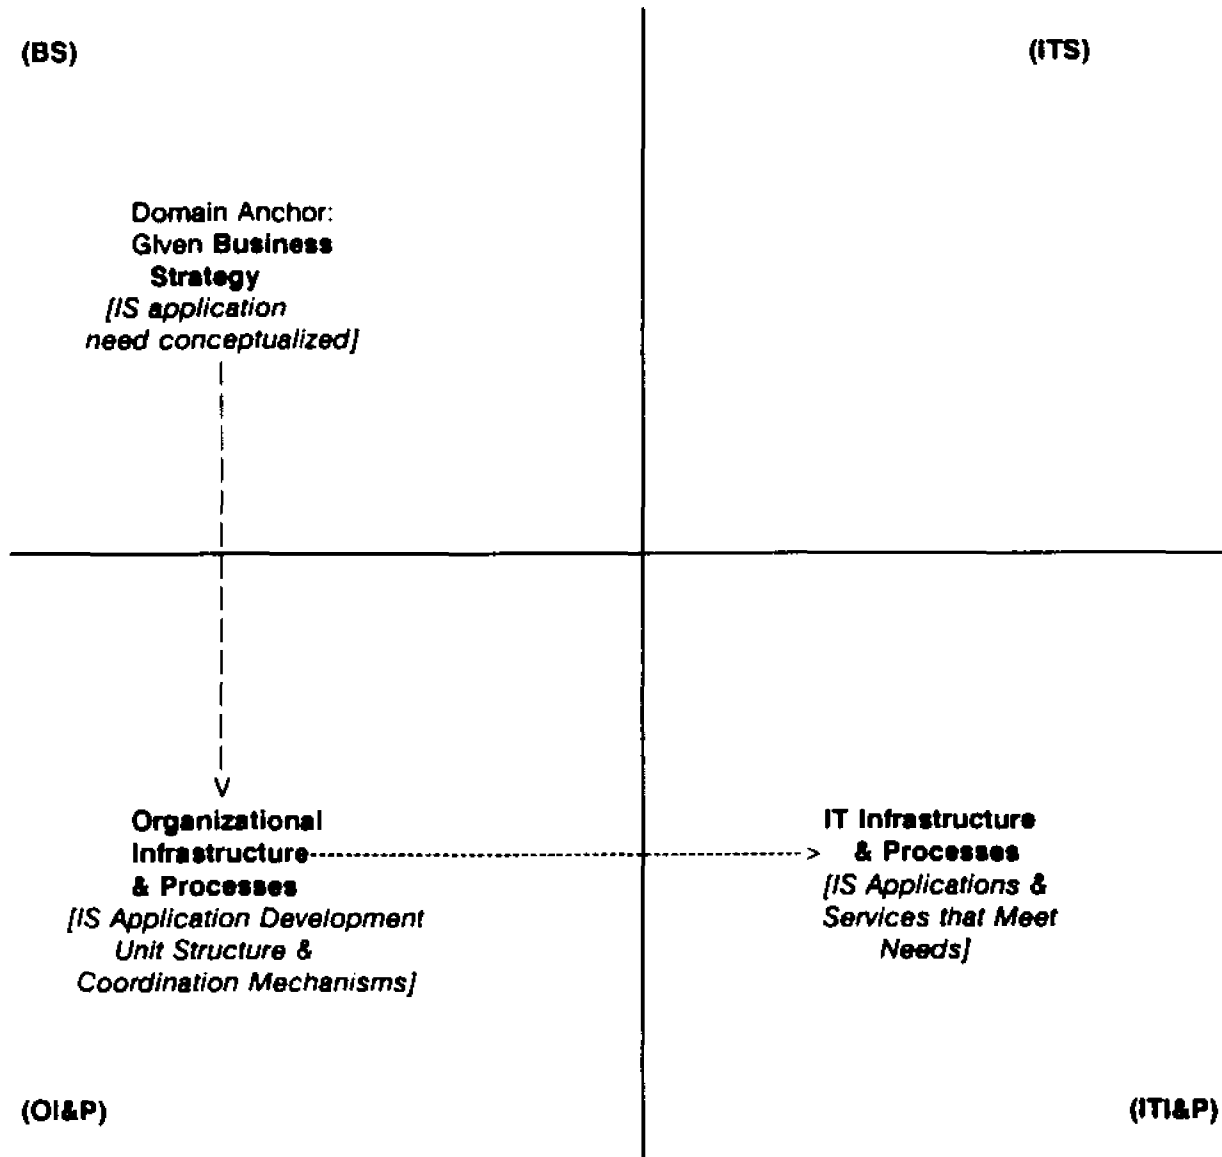 (BS)
(ITS)
Domain Anchor:
Given Business
Strategy
[IS application
need conceptualized]
Organizational
Infrastructure
& Processes
[IS Application Development
Unit Structure &
Coordination Mechanisms]
IT Infrastructure
& Processes
[IS Applications &
Services that Meet
Needs]
(OI&P)
(ITI&P)